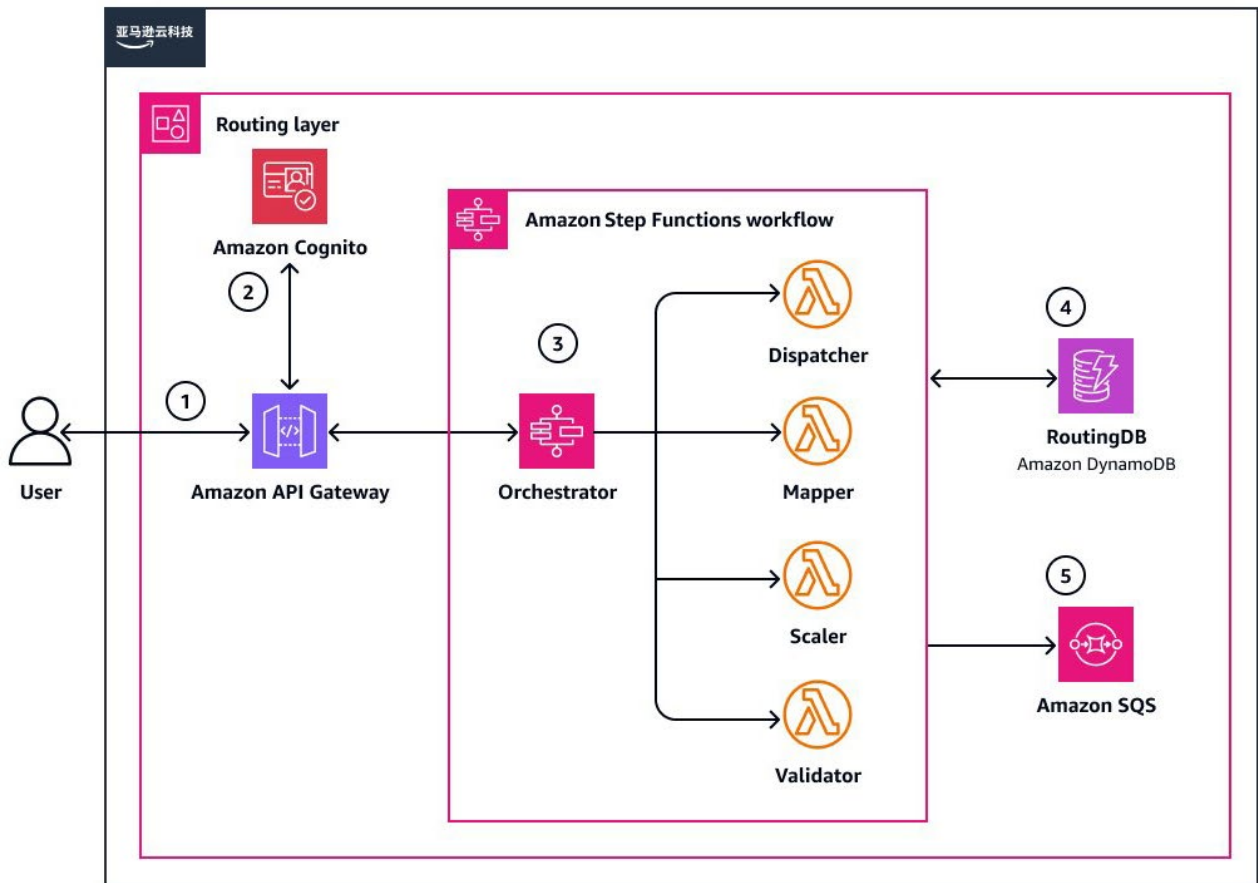 亚马逊云科技
Routing layer
Amazon Cognito
2
1
User
Amazon API Gateway
Amazon Step Functions workflow
3
Orchestrator
Dispatcher
Mapper
Scaler
Validator
4
RoutingDB
Amazon DynamoDB
5
Amazon SQS